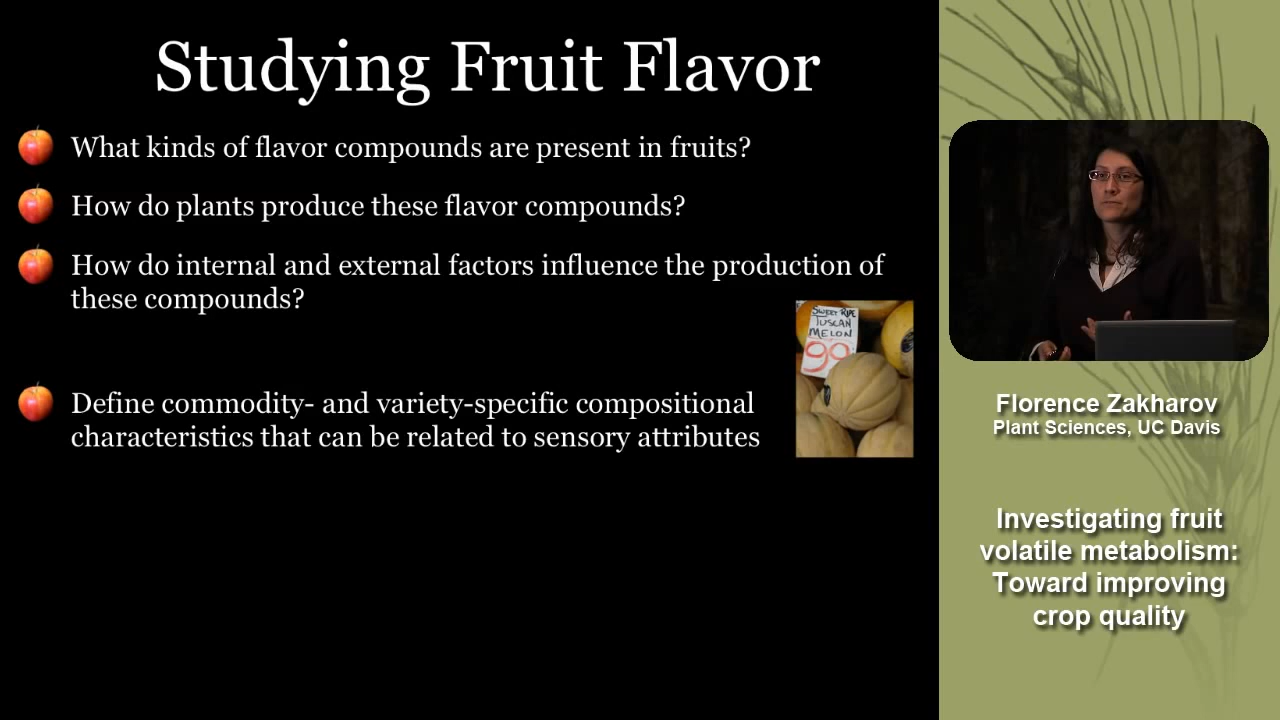 Studying Fruit Flavor
What kinds of flavor compounds are present in fruits?
How do plants produce these flavor compounds?
How do internal and external factors influence the production of
these compounds?
SWEET RIPE
TUSCAN
MELON
99
Define commodity- and variety-specific compositional
characteristics that can be related to sensory attributes
Florence Zakharov
Plant Sciences, UC Davis
Investigating fruit
volatile metabolism:
Toward improving
crop quality